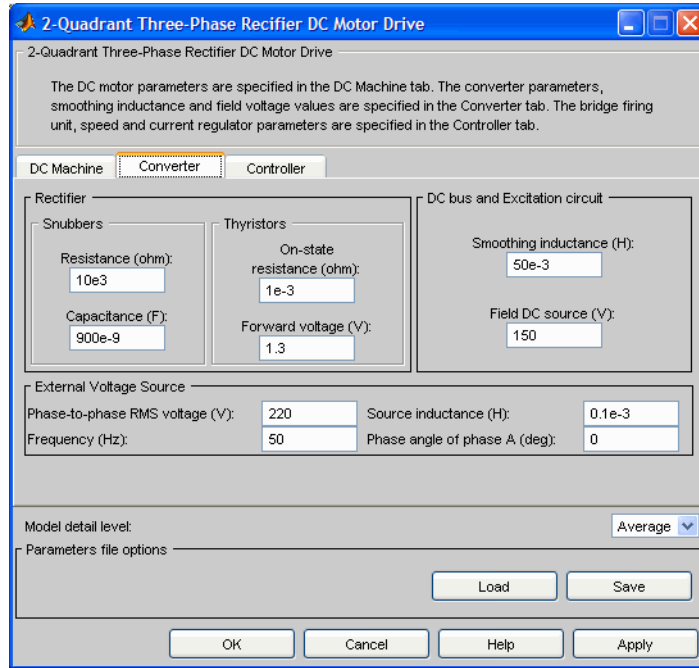 2-Quadrant Three-Phase Rectifier DC Motor Drive
2-Quadrant Three-Phase Rectifier DC Motor Drive
The DC motor parameters are specified in the DC Machine tab. The converter parameters,
smoothing inductance and field voltage values are specified in the Converter tab. The bridge firing
unit, speed and current regulator parameters are specified in the Controller tab.
DC Machine Converter Controller
Rectifier
Snubbers
Resistance (ohm):
10e3
Capacitance (F):
900e-9
Thyristors
On-state
resistance (ohm):
1e-3
Forward voltage (V):
1.3
DC bus and Excitation circuit
Smoothing inductance (H):
50e-3
Field DC source (V):
150
External Voltage Source
Phase-to-phase RMS voltage (V): 220 Source inductance (H): 0.1e-3
Frequency (Hz): 50 Phase angle of phase A (deg): 0
Model detail level: Average
Parameters file options
Load Save
OK Cancel Help Apply